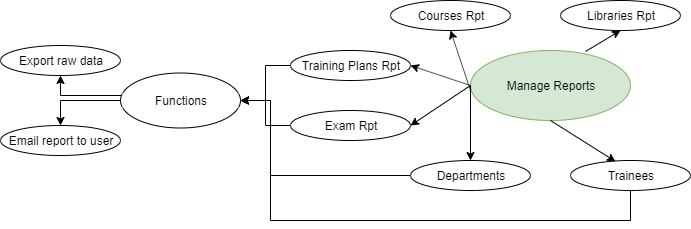 Courses Rpt
Libraries Rpt
Export raw data
Training Plans Rpt
Manage Reports
Functions
Exam Rpt
Email report to user
Departments
Trainees